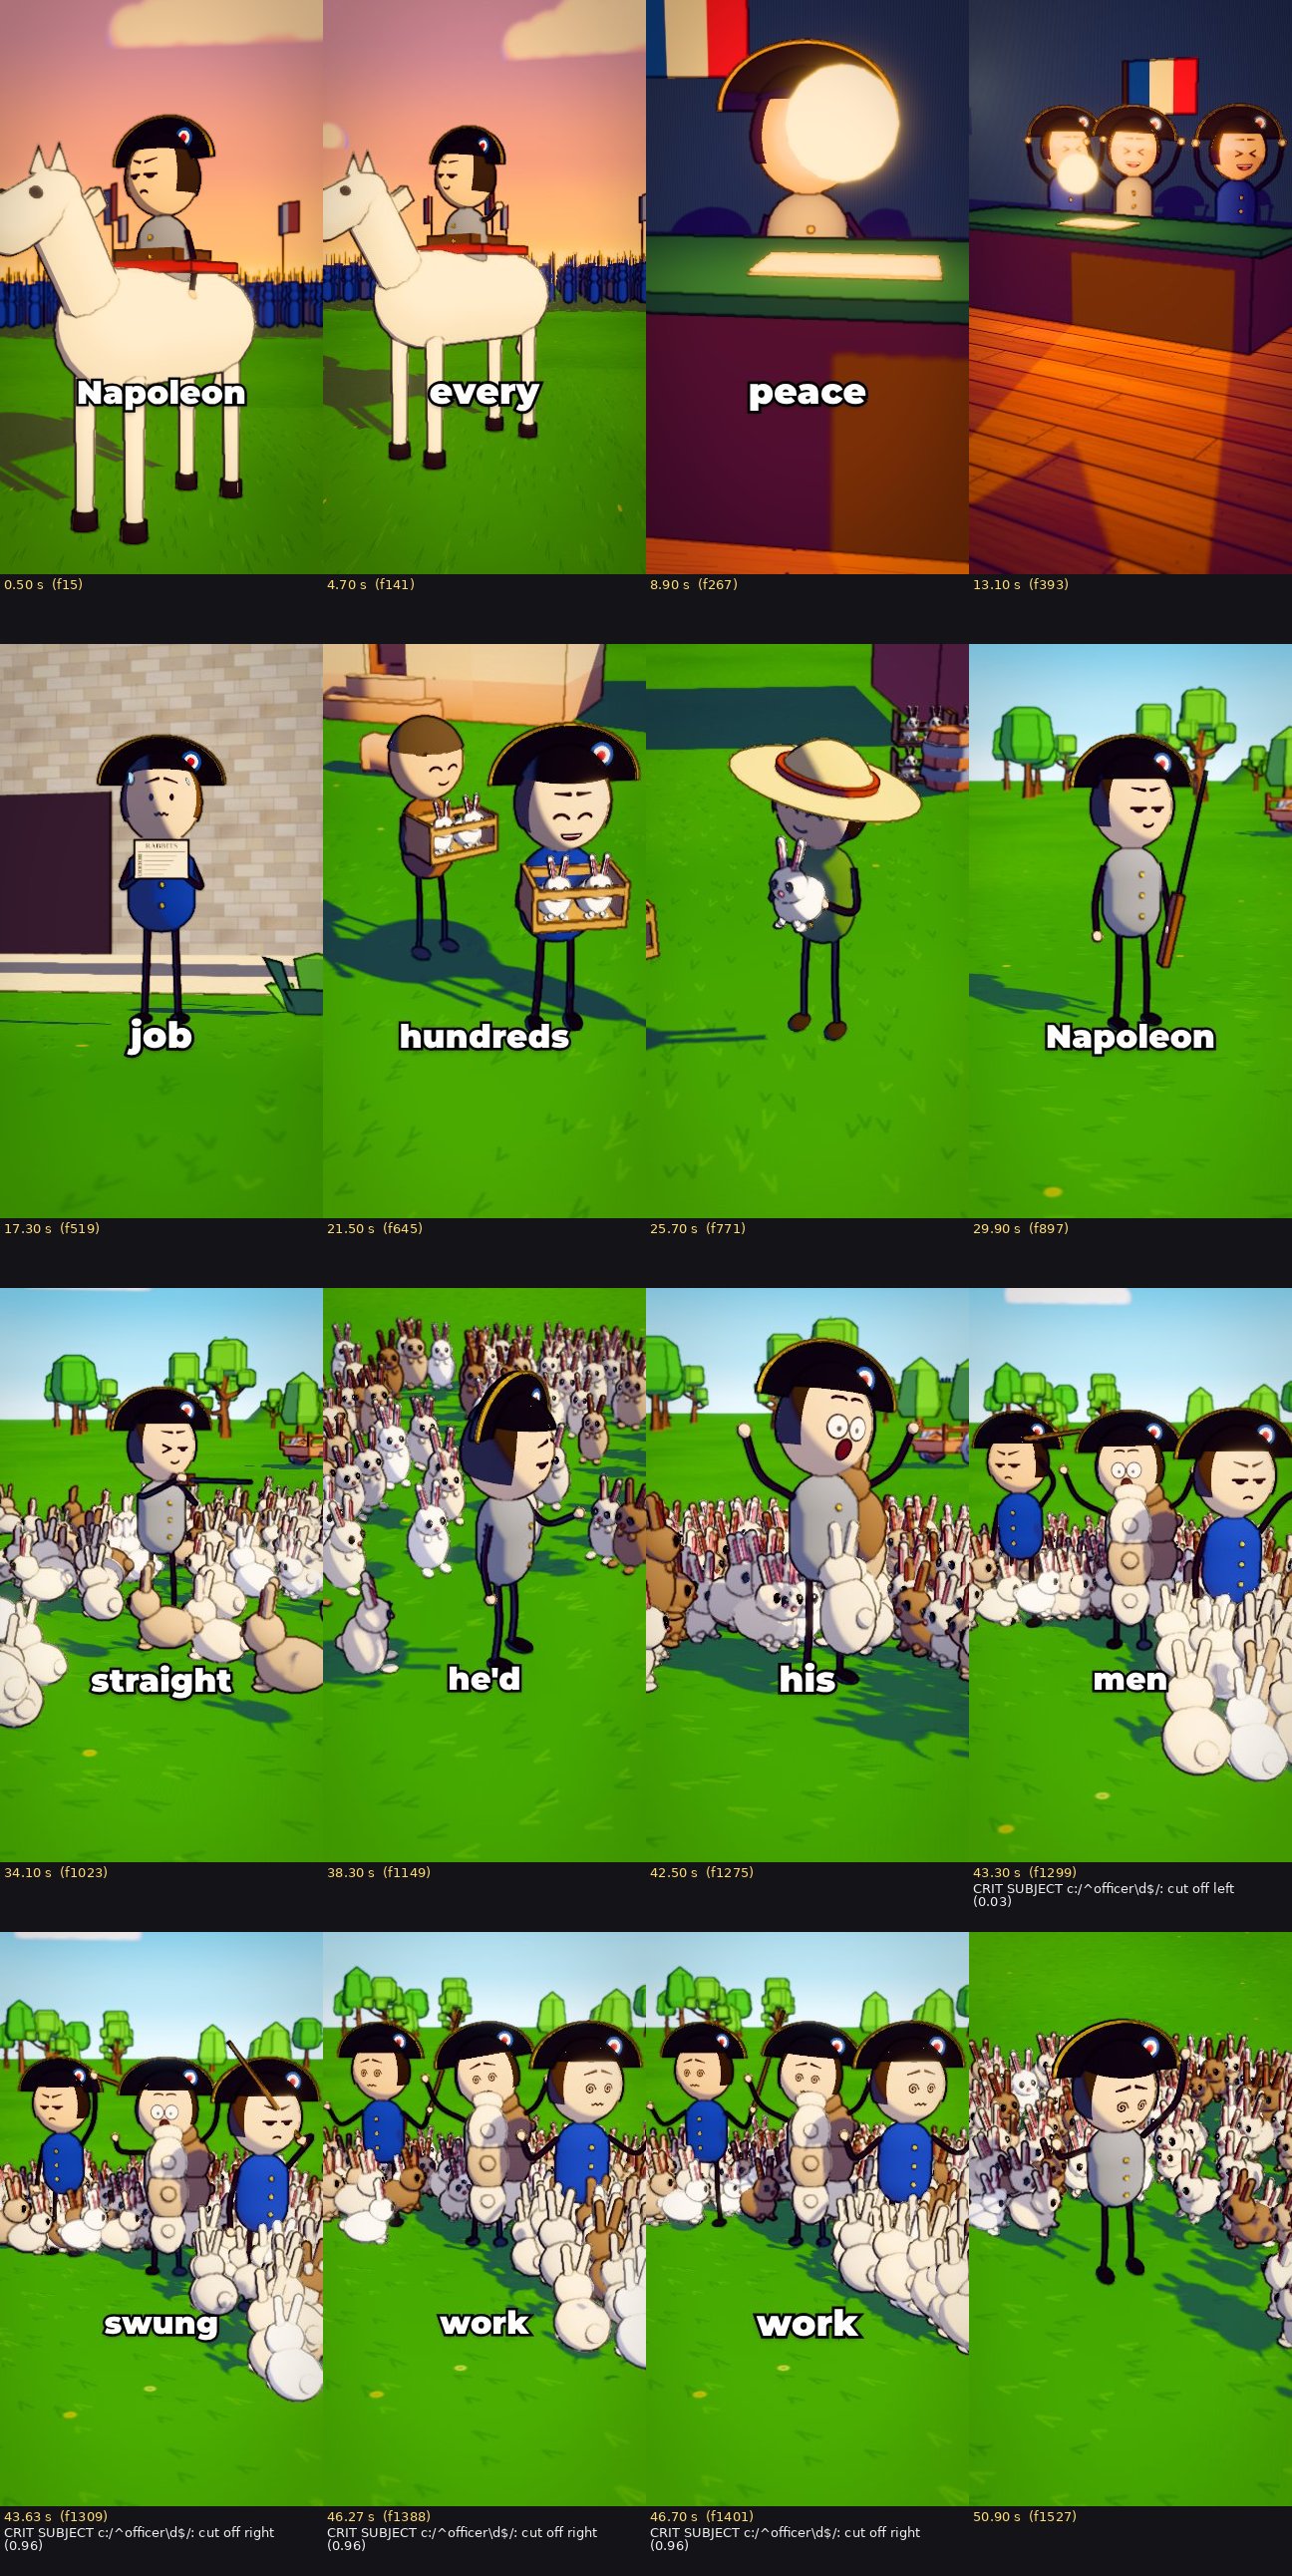 Napoleon
every
peace
0.50 s (f15)
4.70 s (f141)
8.90 s (f267)
13.10 s (f393)
RABBITS
job
hundreds
Napoleon
17.30 s (f519)
21.50 s (f645)
25.70 s (f771)
29.90 s (f897)
straight
he'd
his
men
34.10 s (f1023)
38.30 s (f1149)
42.50 s (f1275)
43.30 s (f1299)
CRIT SUBJECT c:/^officer\d$/: cut off left
(0.03)
swung
work
work
43.63 s (f1309)
CRIT SUBJECT c:/^officer\d$/: cut off right
(0.96)
46.27 s (f1388)
CRIT SUBJECT c:/^officer\d$/: cut off right
(0.96)
46.70 s (f1401)
CRIT SUBJECT c:/^officer\d$/: cut off right
(0.96)
50.90 s (f1527)